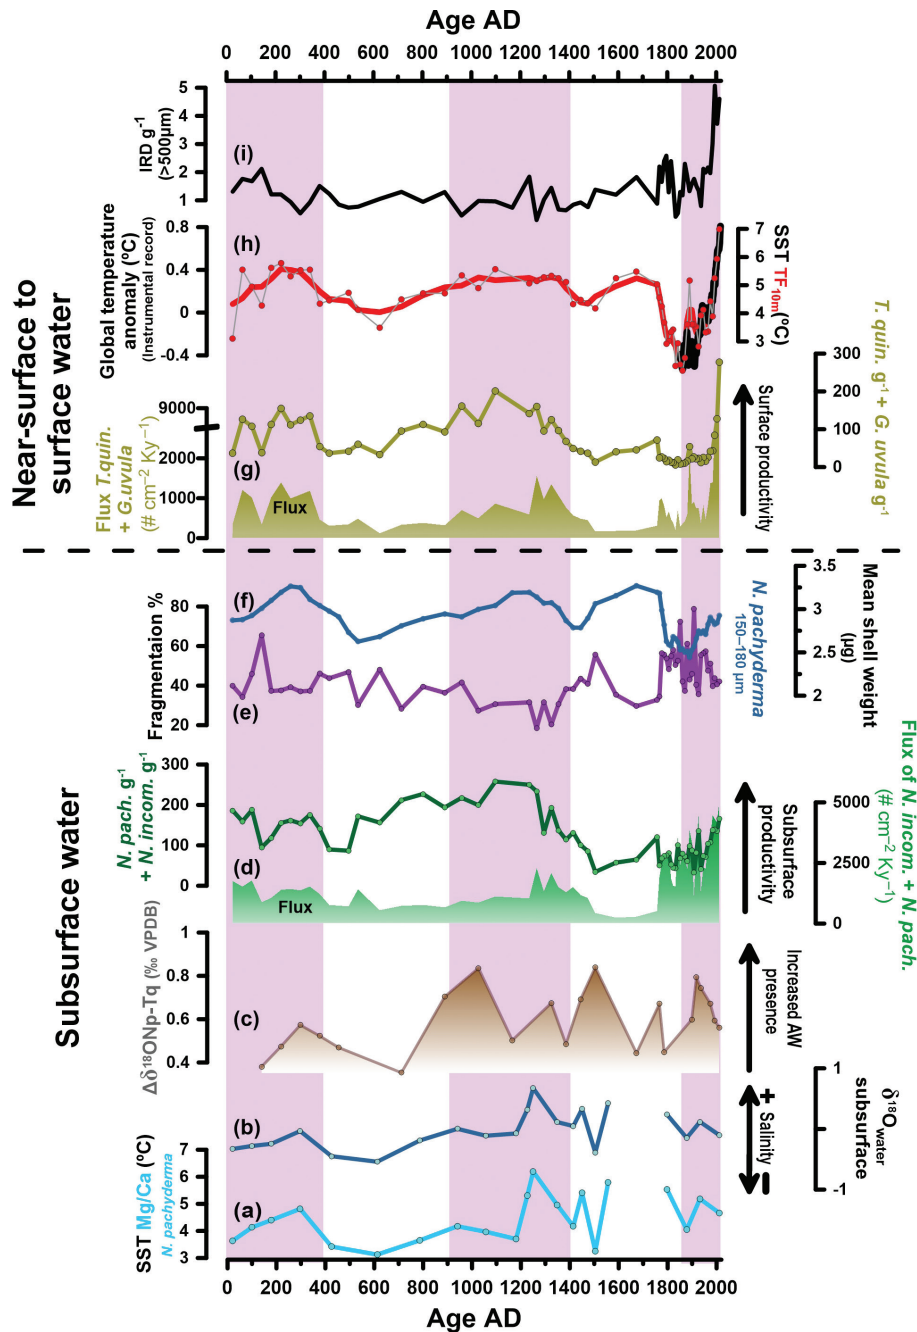 Age AD
0 200 400 600 800 1000 1200 1400 1600 1800 2000
Near-surface to
surface water
Subsurface water
IRD g⁻¹
(>500μm)
5
4
3
2
1
(i)
Global temperature
anomaly (ºC)
(Instrumental record)
0.8
0.4
0
-0.4
(h)
7
6
5
4
3
SST TF10m(ºC)
Flux T.quin.
+ G.uvula
(# cm⁻² Ky⁻¹)
9000
2000
1000
0
(g)
Flux
Surface productivity
300
200
100
0
T. quin. g⁻¹ + G. uvula g⁻¹
Fragmentation %
80
60
40
20
(f)
(e)
N. pachyderma
150–180 μm
3.5
3
2.5
2
Mean shell weight
(μg)
N. pach. g⁻¹
+ N. incom. g⁻¹
300
200
100
0
(d)
Flux
Subsurface
productivity
5000
2500
0
Flux of N. incom. + N. pach.
(# cm⁻² Ky⁻¹)
Δδ¹⁸ONp-Tq (‰ VPDB)
1
0.8
0.6
0.4
(c)
Increased AW
presence
(b)
+ Salinity −
1
-1
δ¹⁸Owater
subsurface
SST Mg/Ca (ºC)
N. pachyderma
7
6
5
4
3
(a)
0 200 400 600 800 1000 1200 1400 1600 1800 2000
Age AD